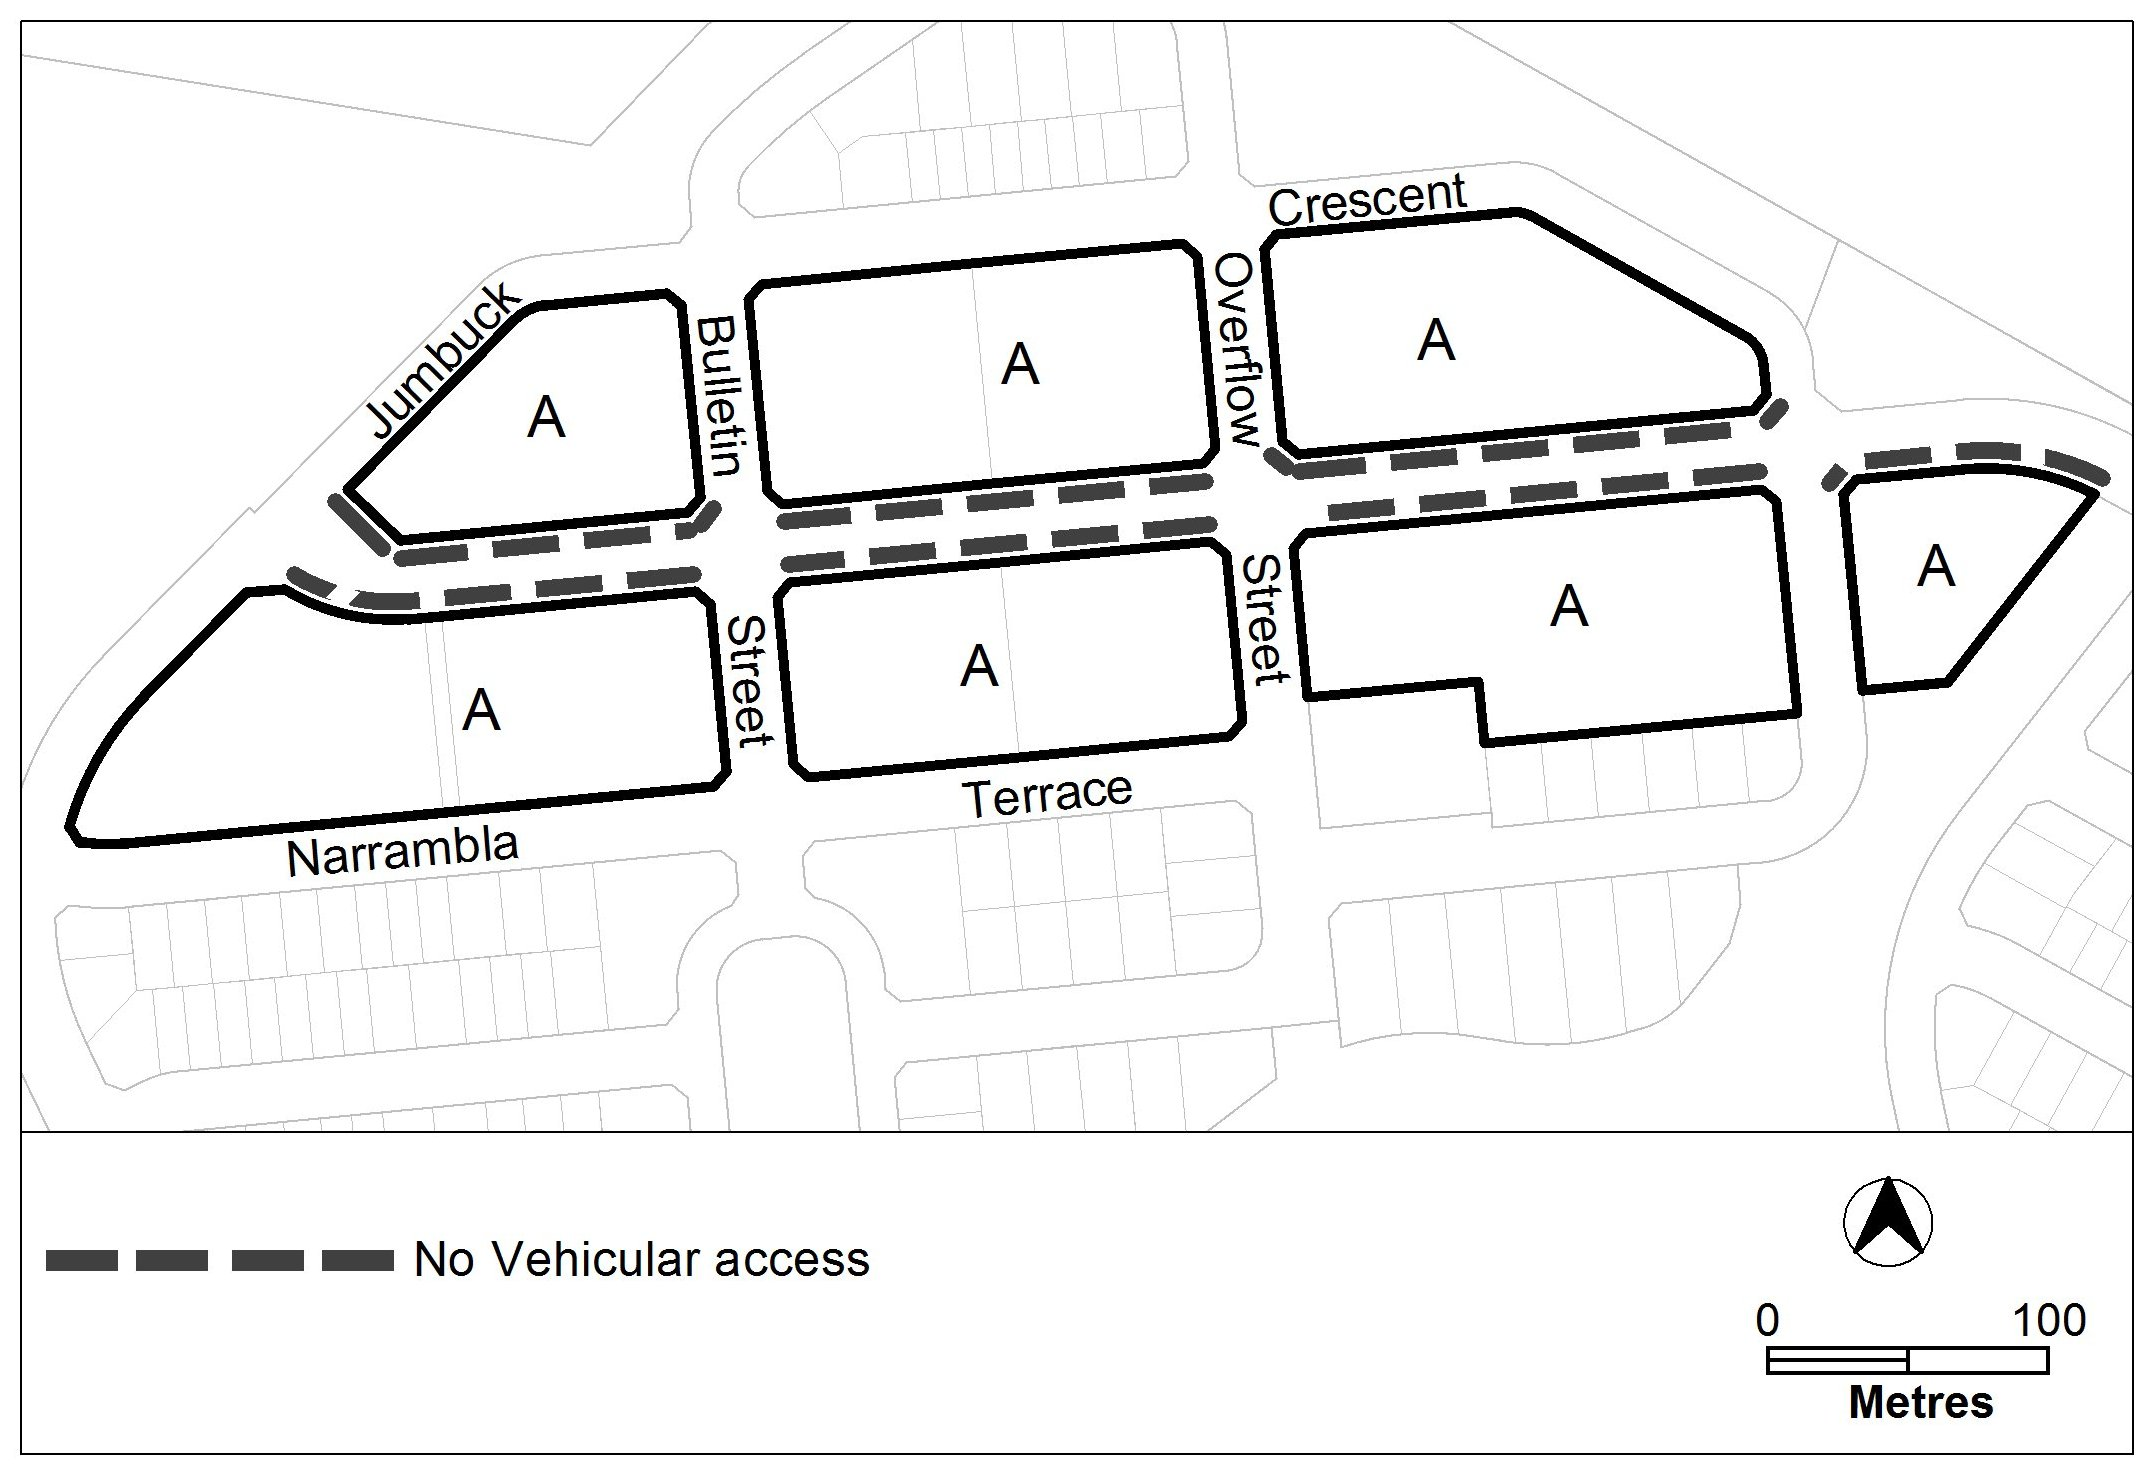 Crescent
Jumbuck
Overflow
Bulletin
A
A
A
A
Street
Street
A
A
A
Terrace
Narrambla
No Vehicular access
0 100
Metres